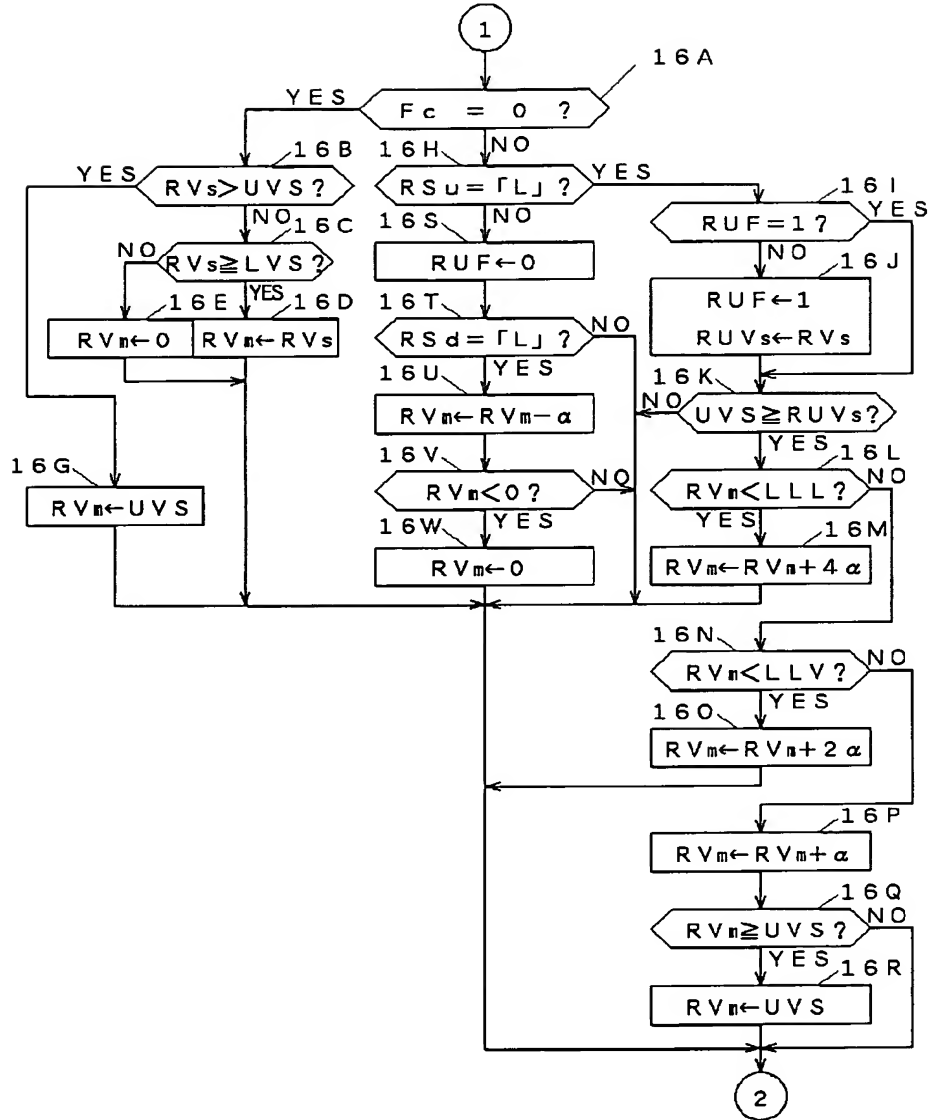 1
16A
YES
Fc = 0 ?
NO
16B
YES
RVs>UVS?
NO
16H
RSu=「L」?
YES
NO
16I
RUF=1?
YES
NO
16C
NO
RVs≧LVS?
YES
16S
RUF←0
16J
RUF←1
RUVs←RVs
16E
RVm←0
16D
RVm←RVs
16T
RSd=「L」?
NO
YES
16K
NO
UVS≧RUVs?
YES
16U
RVm←RVm-α
16V
RVm<0?
NO
YES
16L
RVm<LLL?
NO
YES
16G
RVm←UVS
16W
RVm←0
16M
RVm←RVm+4α
16N
RVm<LLV?
NO
YES
16O
RVm←RVm+2α
16P
RVm←RVm+α
16Q
RVm≧UVS?
NO
YES
16R
RVm←UVS
2